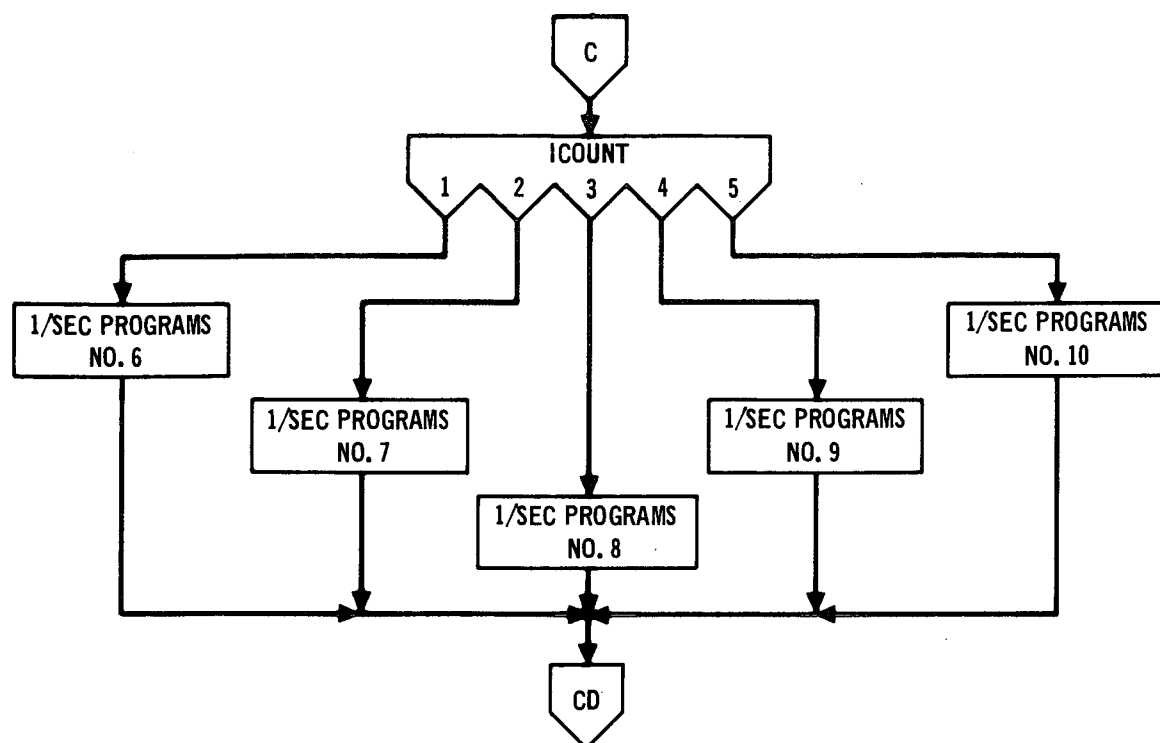 C
ICOUNT
1 2 3 4 5
1/SEC PROGRAMS
NO. 6
1/SEC PROGRAMS
NO. 7
1/SEC PROGRAMS
NO. 8
1/SEC PROGRAMS
NO. 9
1/SEC PROGRAMS
NO. 10
CD